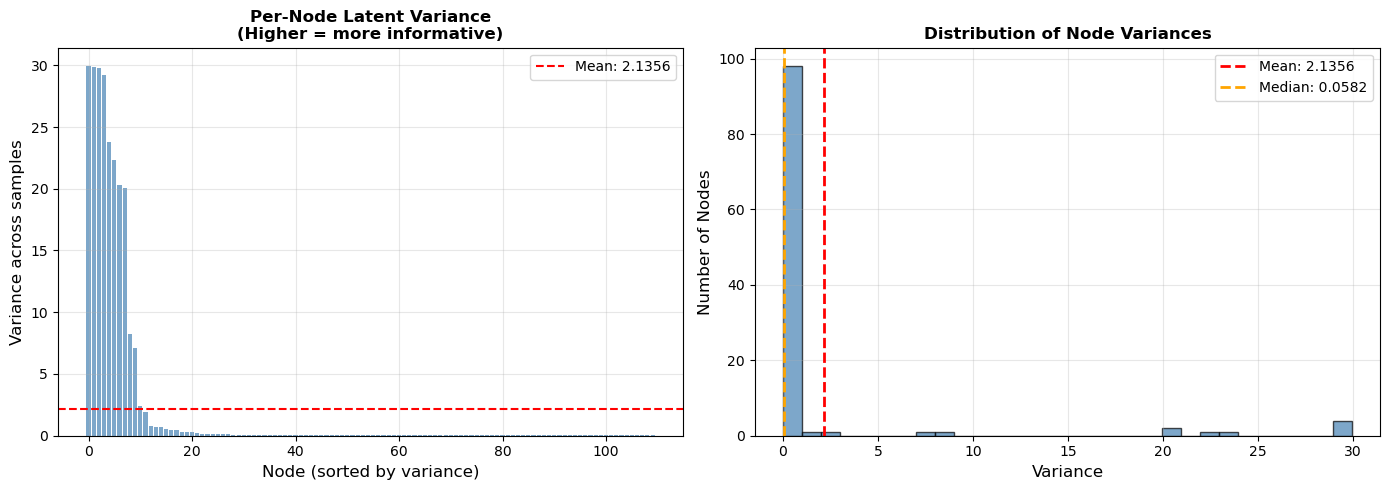 Per-Node Latent Variance
(Higher = more informative)
Mean: 2.1356
Variance across samples
30
25
20
15
10
5
0
0 20 40 60 80 100
Node (sorted by variance)
Distribution of Node Variances
Mean: 2.1356
Median: 0.0582
Number of Nodes
100
80
60
40
20
0
0 5 10 15 20 25 30
Variance